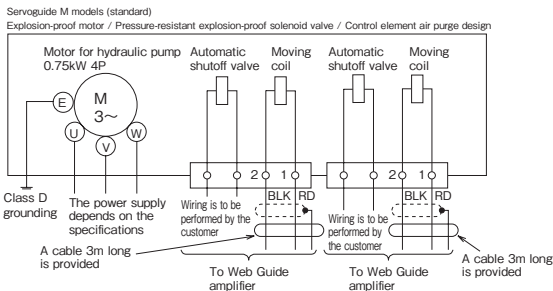 Servoguide M models (standard)
Explosion-proof motor / Pressure-resistant explosion-proof solenoid valve / Control element air purge design
Motor for hydraulic pump
0.75kW 4P
Automatic
shutoff valve
Moving
coil
Automatic
shutoff valve
Moving
coil
E
M
3～
U
V
W
2
1
2
1
Class D
grounding
The power supply
depends on the
specifications
Wiring is to be
performed by the
customer
BLK
RD
Wiring is to be
performed by
the customer
BLK
RD
A cable 3m long
is provided
To Web Guide
amplifier
To Web Guide
amplifier
A cable 3m long
is provided